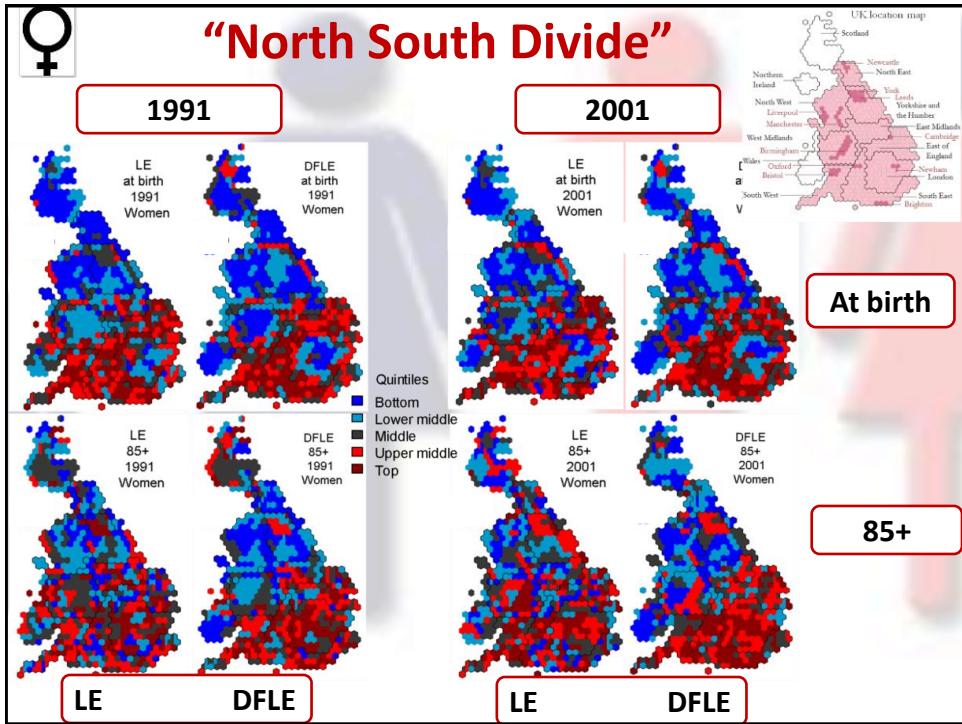 “North South Divide”
1991
2001
UK location map
Scotland
Newcastle
North East
Northern
Ireland
York
Leeds
North West
Yorkshire and
the Humber
Liverpool
Manchester
East Midlands
West Midlands
Cambridge
Birmingham
East of
England
Wales
Oxford
Newham
Bristol
London
South West
South East
Brighton
LE
at birth
1991
Women
DFLE
at birth
1991
Women
LE
at birth
2001
Women
At birth
Quintiles
Bottom
Lower middle
Middle
Upper middle
Top
LE
85+
1991
Women
DFLE
85+
1991
Women
LE
85+
2001
Women
DFLE
85+
2001
Women
85+
LE DFLE
LE DFLE